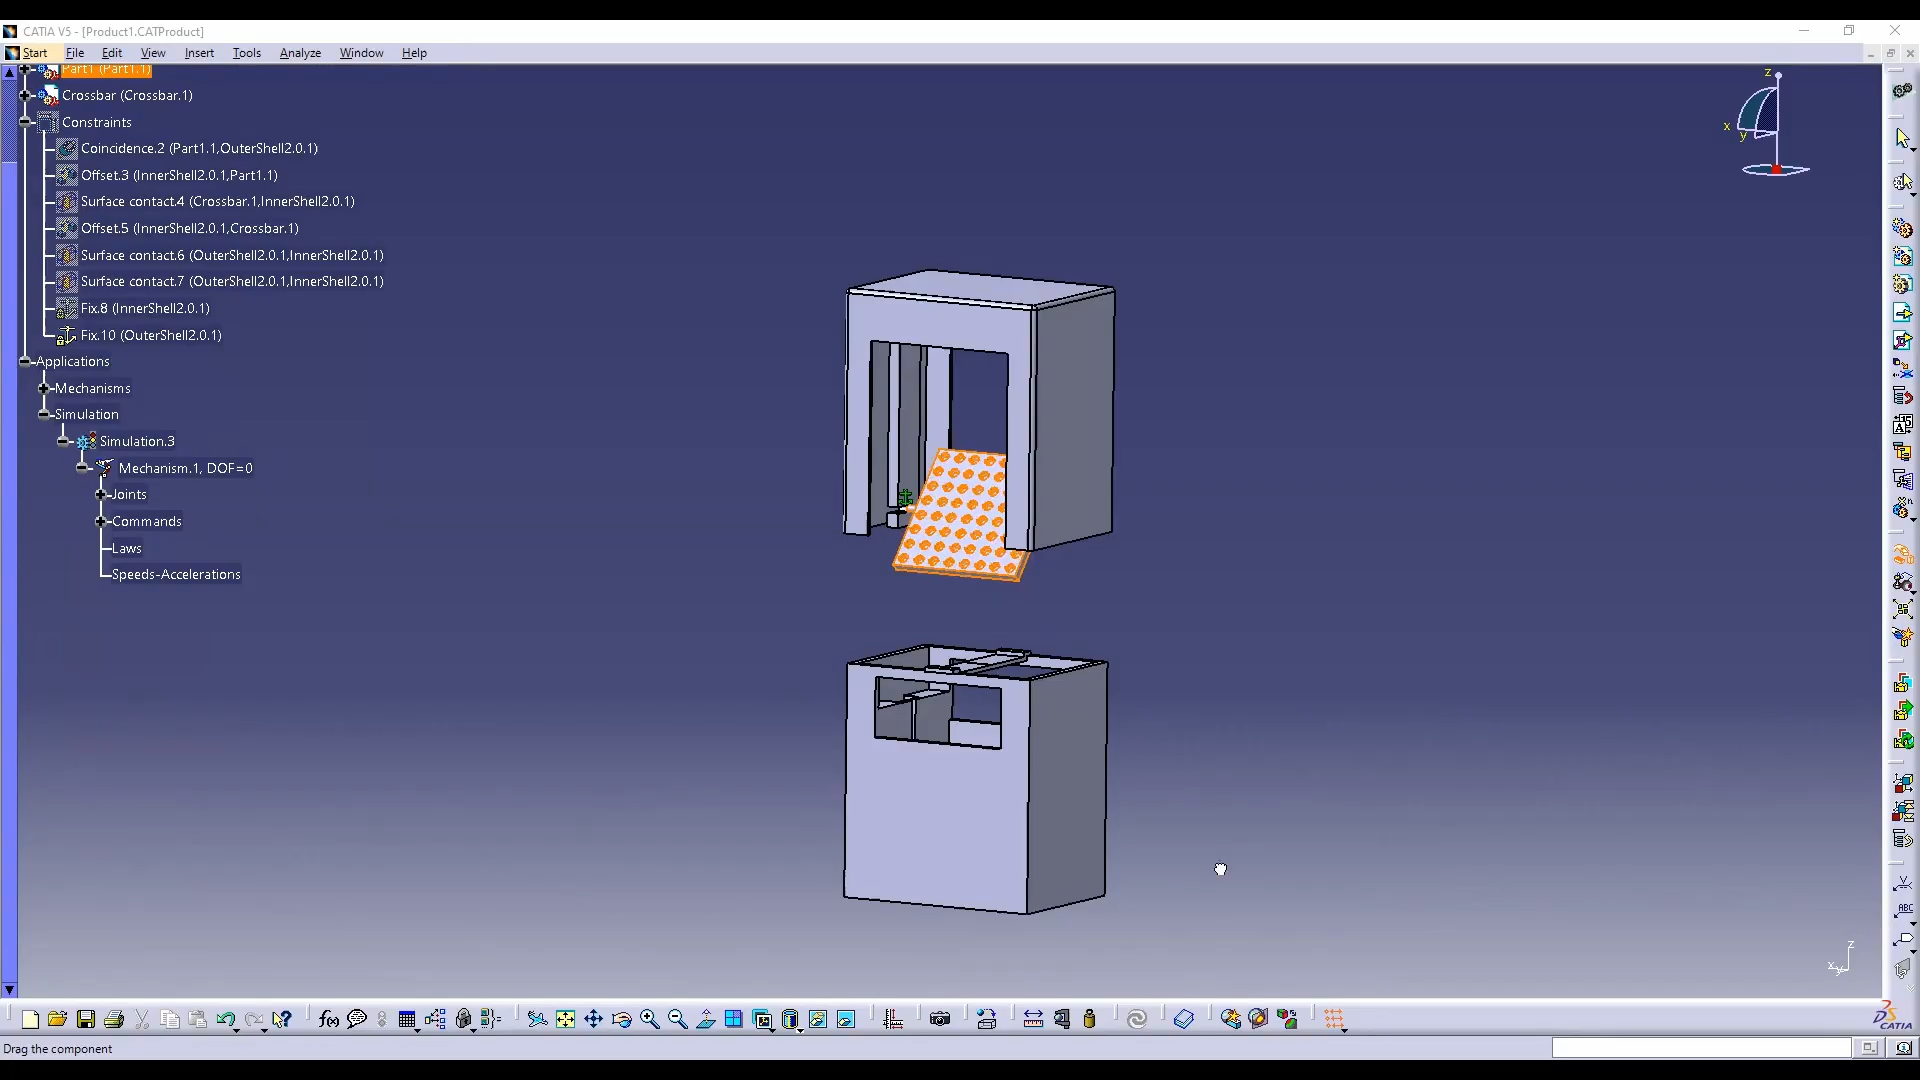 CATIA V5 - [Product1.CATProduct]
Start File Edit View Insert Tools Analyze Window Help
Part1 (Part1.1)
Crossbar (Crossbar.1)
Constraints
Coincidence.2 (Part1.1,OuterShell2.0.1)
Offset.3 (InnerShell2.0.1,Part1.1)
Surface contact.4 (Crossbar.1,InnerShell2.0.1)
Offset.5 (InnerShell2.0.1,Crossbar.1)
Surface contact.6 (OuterShell2.0.1,InnerShell2.0.1)
Surface contact.7 (OuterShell2.0.1,InnerShell2.0.1)
Fix.8 (InnerShell2.0.1)
Fix.10 (OuterShell2.0.1)
Applications
Mechanisms
Simulation
Simulation.3
Mechanism.1, DOF=0
Joints
Commands
Laws
Speeds-Accelerations
z
x
y
z
x y
ABC
f(x)
CATIA
Drag the component